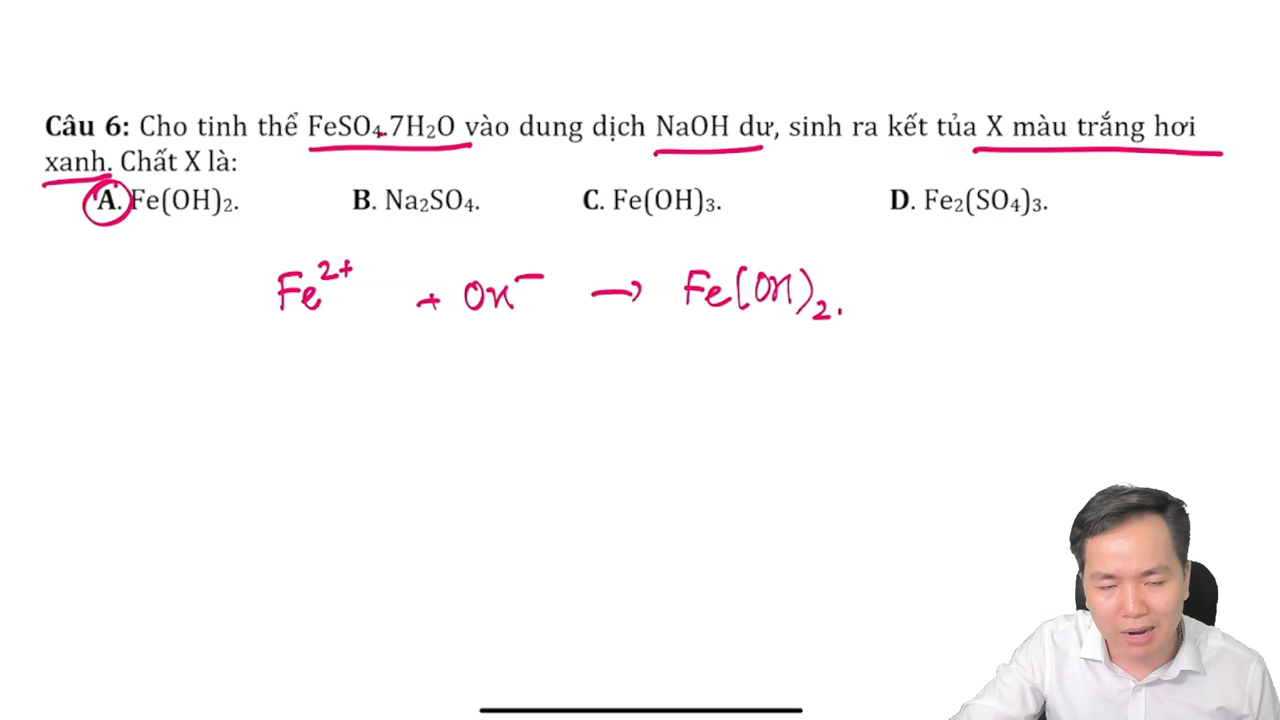 Câu 6: Cho tinh thể FeSO₄.7H₂O vào dung dịch NaOH dư, sinh ra kết tủa X màu trắng hơi
xanh. Chất X là:
A. Fe(OH)₂. B. Na₂SO₄. C. Fe(OH)₃. D. Fe₂(SO₄)₃.
Fe²⁺ + OH⁻ → Fe(OH)₂.